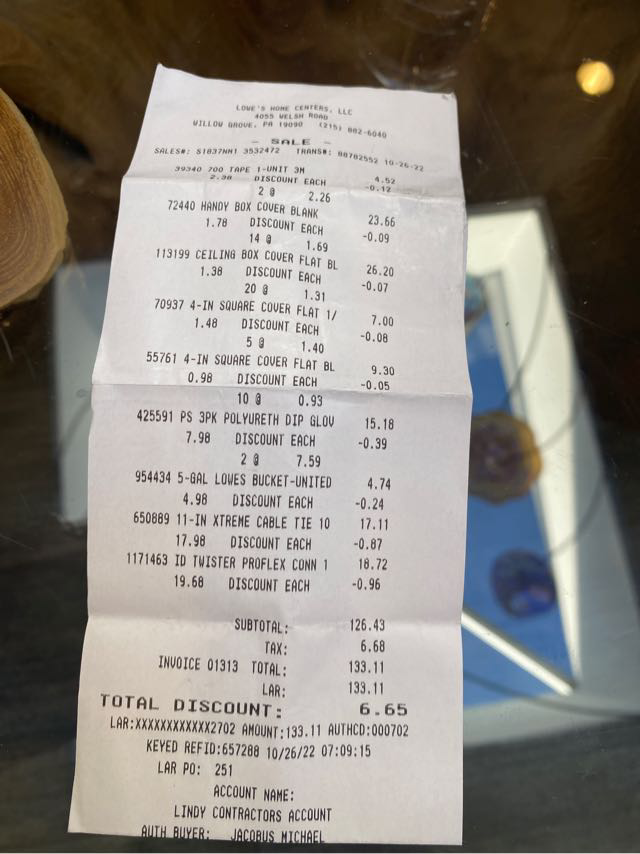 LOWE'S HOME CENTERS, LLC
4055 WELSH ROAD
WILLOW GROVE, PA 19090 (215) 882-6040
- SALE -
SALES#: S1837NH1 3532472 TRANS#: 88782552 10-26-22
39340 700 TAPE 1-UNIT 3M 4.52
2.38 DISCOUNT EACH -0.12
2 @ 2.26
72440 HANDY BOX COVER BLANK 23.66
1.78 DISCOUNT EACH -0.09
14 @ 1.69
113199 CEILING BOX COVER FLAT BL 26.20
1.38 DISCOUNT EACH -0.07
20 @ 1.31
70937 4-IN SQUARE COVER FLAT 1/ 7.00
1.48 DISCOUNT EACH -0.08
5 @ 1.40
55761 4-IN SQUARE COVER FLAT BL 9.30
0.98 DISCOUNT EACH -0.05
10 @ 0.93
425591 PS 3PK POLYURETH DIP GLOV 15.18
7.98 DISCOUNT EACH -0.39
2 @ 7.59
954434 5-GAL LOWES BUCKET-UNITED 4.74
4.98 DISCOUNT EACH -0.24
650889 11-IN XTREME CABLE TIE 10 17.11
17.98 DISCOUNT EACH -0.87
1171463 ID TWISTER PROFLEX CONN 1 18.72
19.68 DISCOUNT EACH -0.96
SUBTOTAL: 126.43
TAX: 6.68
INVOICE 01313 TOTAL: 133.11
LAR: 133.11
TOTAL DISCOUNT: 6.65
LAR:XXXXXXXXXXXX2702 AMOUNT:133.11 AUTHCD:000702
KEYED REFID:657288 10/26/22 07:09:15
LAR PO: 251
ACCOUNT NAME:
LINDY CONTRACTORS ACCOUNT
AUTH BUYER: JACOBUS MICHAEL